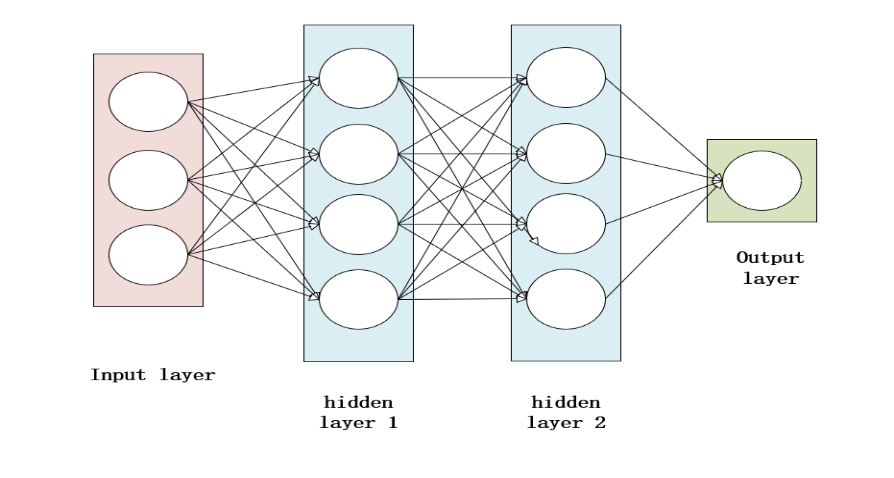 Input layer
hidden
layer 1
hidden
layer 2
Output
layer